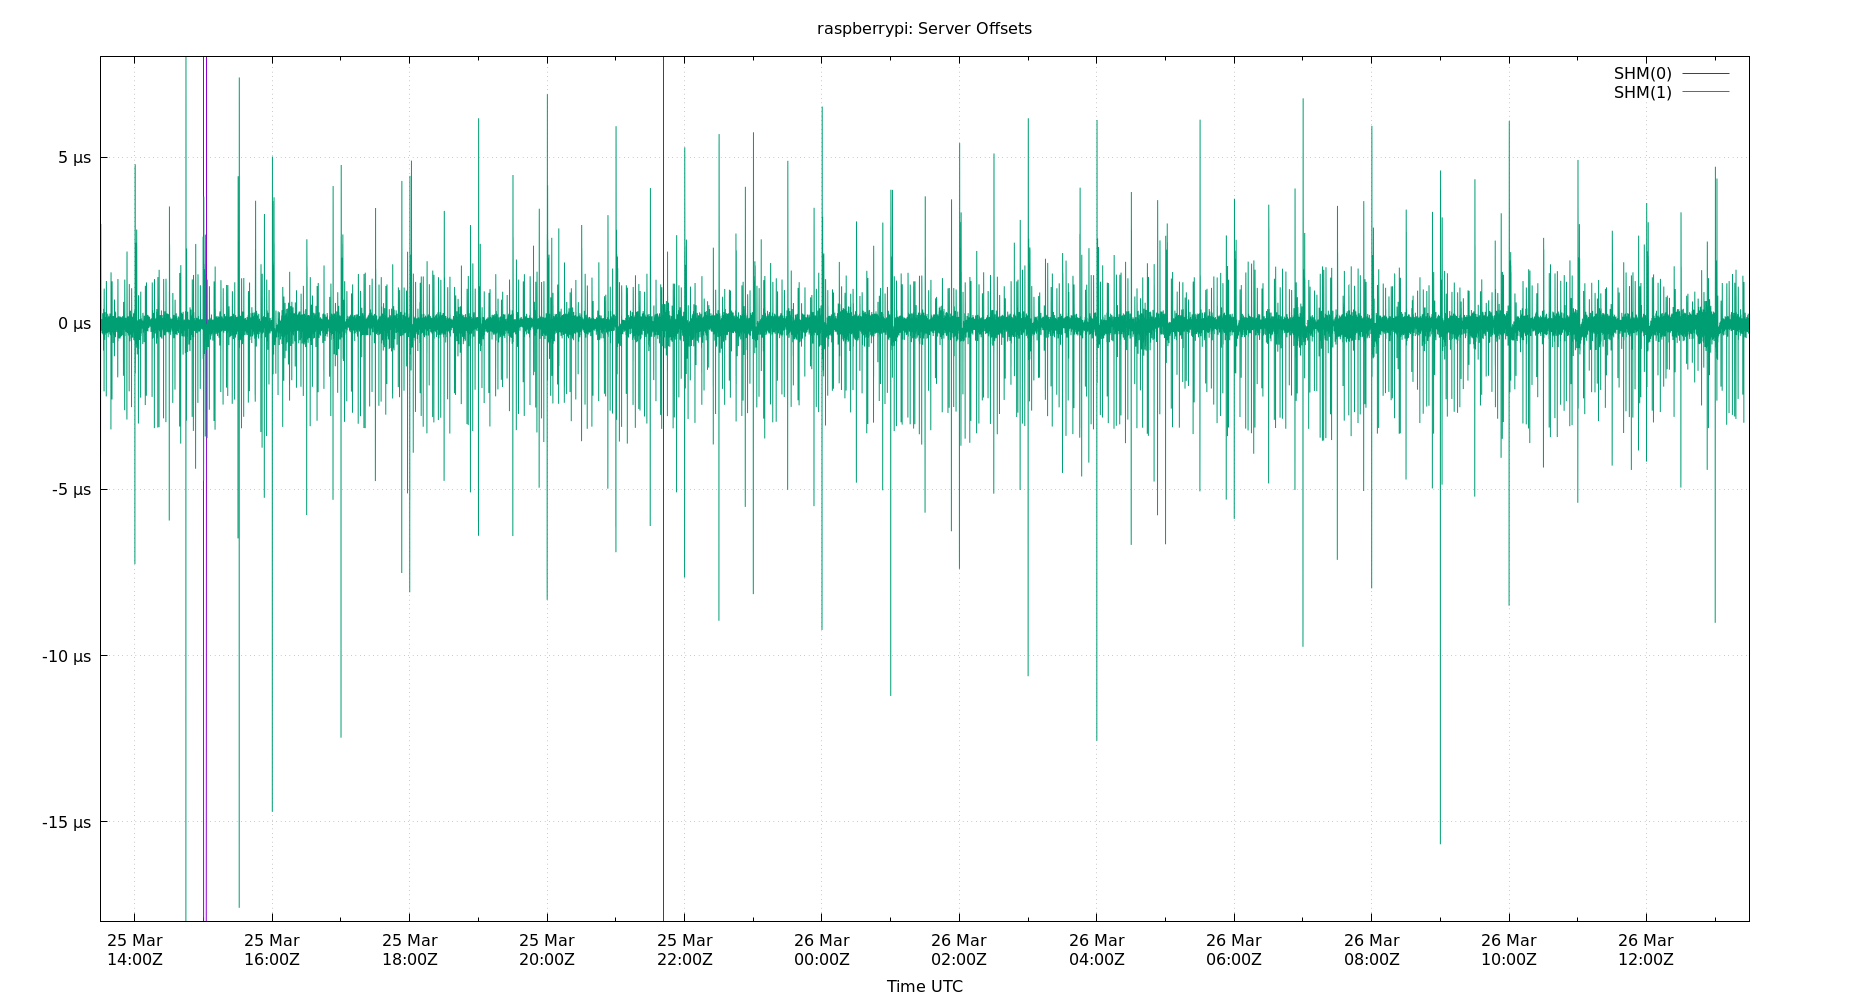 raspberrypi: Server Offsets
SHM(0)
SHM(1)
5 µs
0 µs
-5 µs
-10 µs
-15 µs
25 Mar 25 Mar 25 Mar 25 Mar 25 Mar 26 Mar 26 Mar 26 Mar 26 Mar 26 Mar 26 Mar 26 Mar
14:00Z 16:00Z 18:00Z 20:00Z 22:00Z 00:00Z 02:00Z 04:00Z 06:00Z 08:00Z 10:00Z 12:00Z
Time UTC